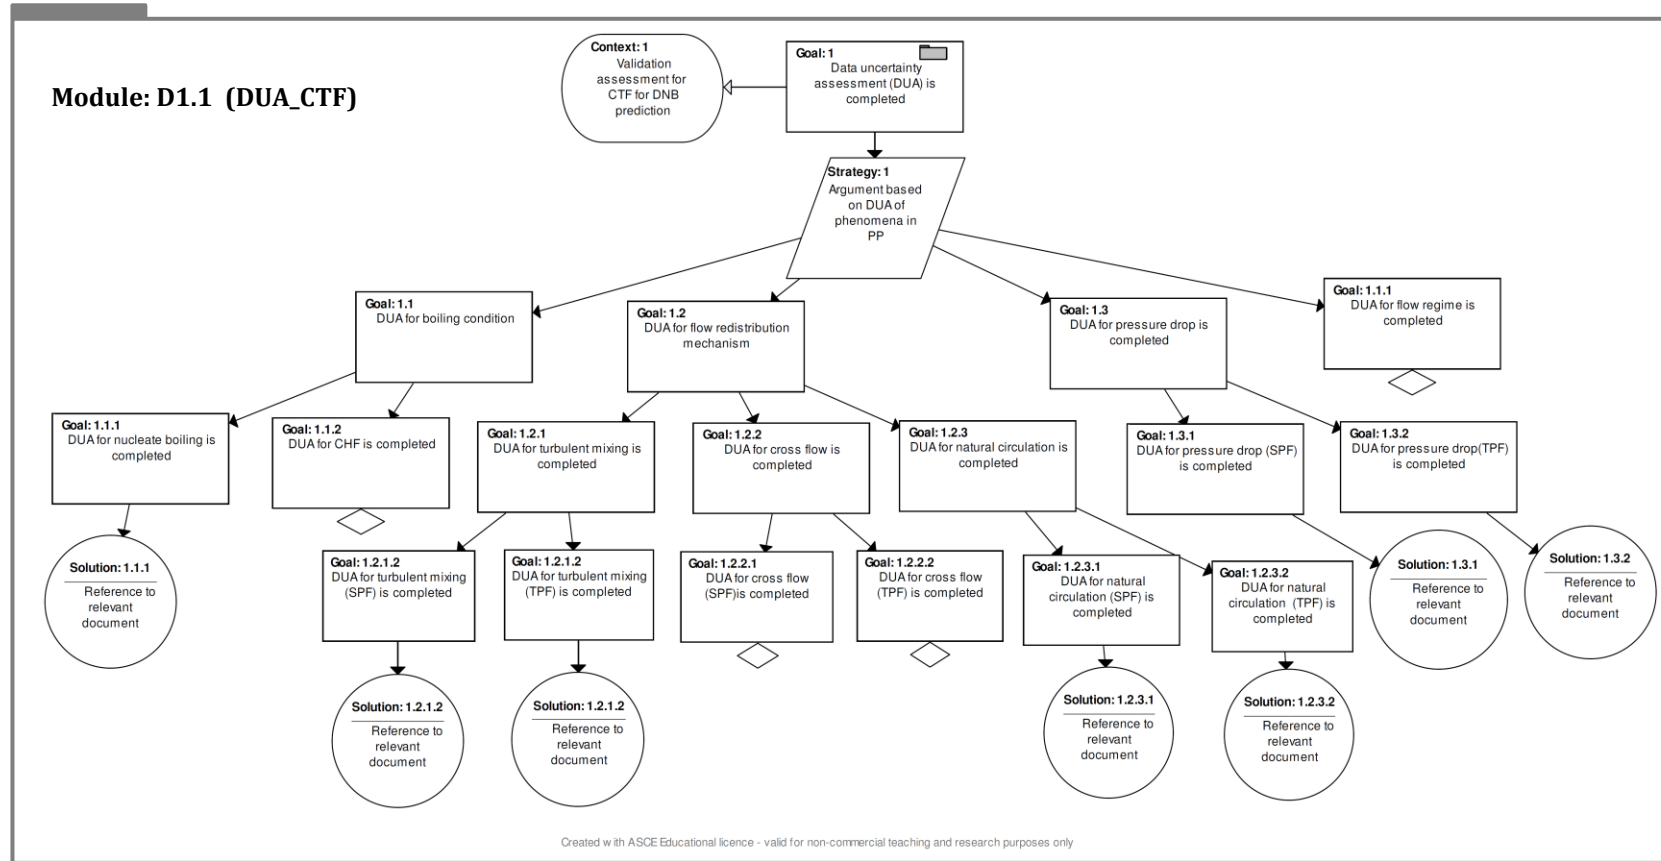 Module: D1.1 (DUA_CTF)
Context: 1
Validation
assessment for
CTF for DNB
prediction
Goal: 1
Data uncertainty
assessment (DUA) is
completed
Strategy: 1
Argument based
on DUA of
phenomena in
PP
Goal: 1.1
DUA for boiling condition
Goal: 1.2
DUA for flow redistribution
mechanism
Goal: 1.3
DUA for pressure drop is
completed
Goal: 1.1.1
DUA for flow regime is
completed
Goal: 1.1.1
DUA for nucleate boiling is
completed
Goal: 1.1.2
DUA for CHF is completed
Goal: 1.2.1
DUA for turbulent mixing is
completed
Goal: 1.2.2
DUA for cross flow is
completed
Goal: 1.2.3
DUA for natural circulation is
completed
Goal: 1.3.1
DUA for pressure drop (SPF)
is completed
Goal: 1.3.2
DUA for pressure drop(TPF)
is completed
Solution: 1.1.1
Reference to
relevant
document
Goal: 1.2.1.2
DUA for turbulent mixing
(SPF) is completed
Goal: 1.2.1.2
DUA for turbulent mixing
(TPF) is completed
Goal: 1.2.2.1
DUA for cross flow
(SPF)is completed
Goal: 1.2.2.2
DUA for cross flow
(TPF) is completed
Goal: 1.2.3.1
DUA for natural
circulation (SPF) is
completed
Goal: 1.2.3.2
DUA for natural
circulation (TPF) is
completed
Solution: 1.3.1
Reference to
relevant
document
Solution: 1.3.2
Reference to
relevant
document
Solution: 1.2.1.2
Reference to
relevant
document
Solution: 1.2.1.2
Reference to
relevant
document
Solution: 1.2.3.1
Reference to
relevant
document
Solution: 1.2.3.2
Reference to
relevant
document
Created with ASCE Educational licence - valid for non-commercial teaching and research purposes only